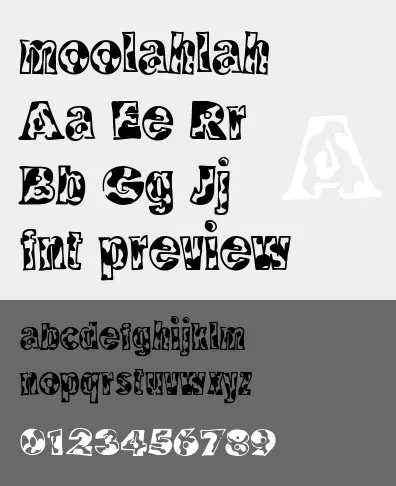 moolahlah
Aa Ee Rr
A
Bb Gg Jj
fnt preview
abcdefghijklm
nopqrstuvwxyz
0123456789